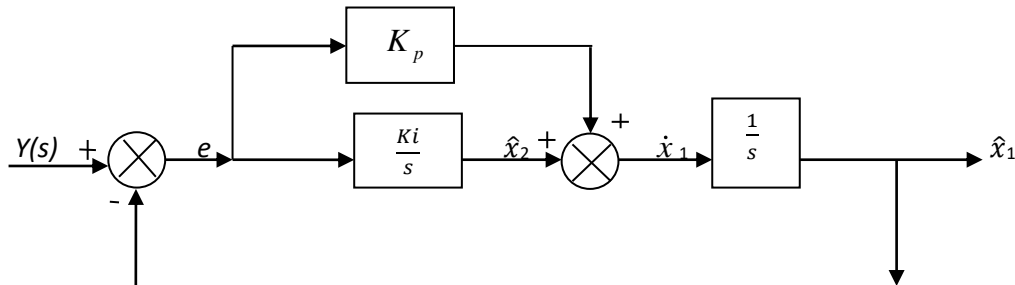 K_p
+
Y(s) + e Ki/s x̂₂ + ẋ₁ 1/s x̂₁
-